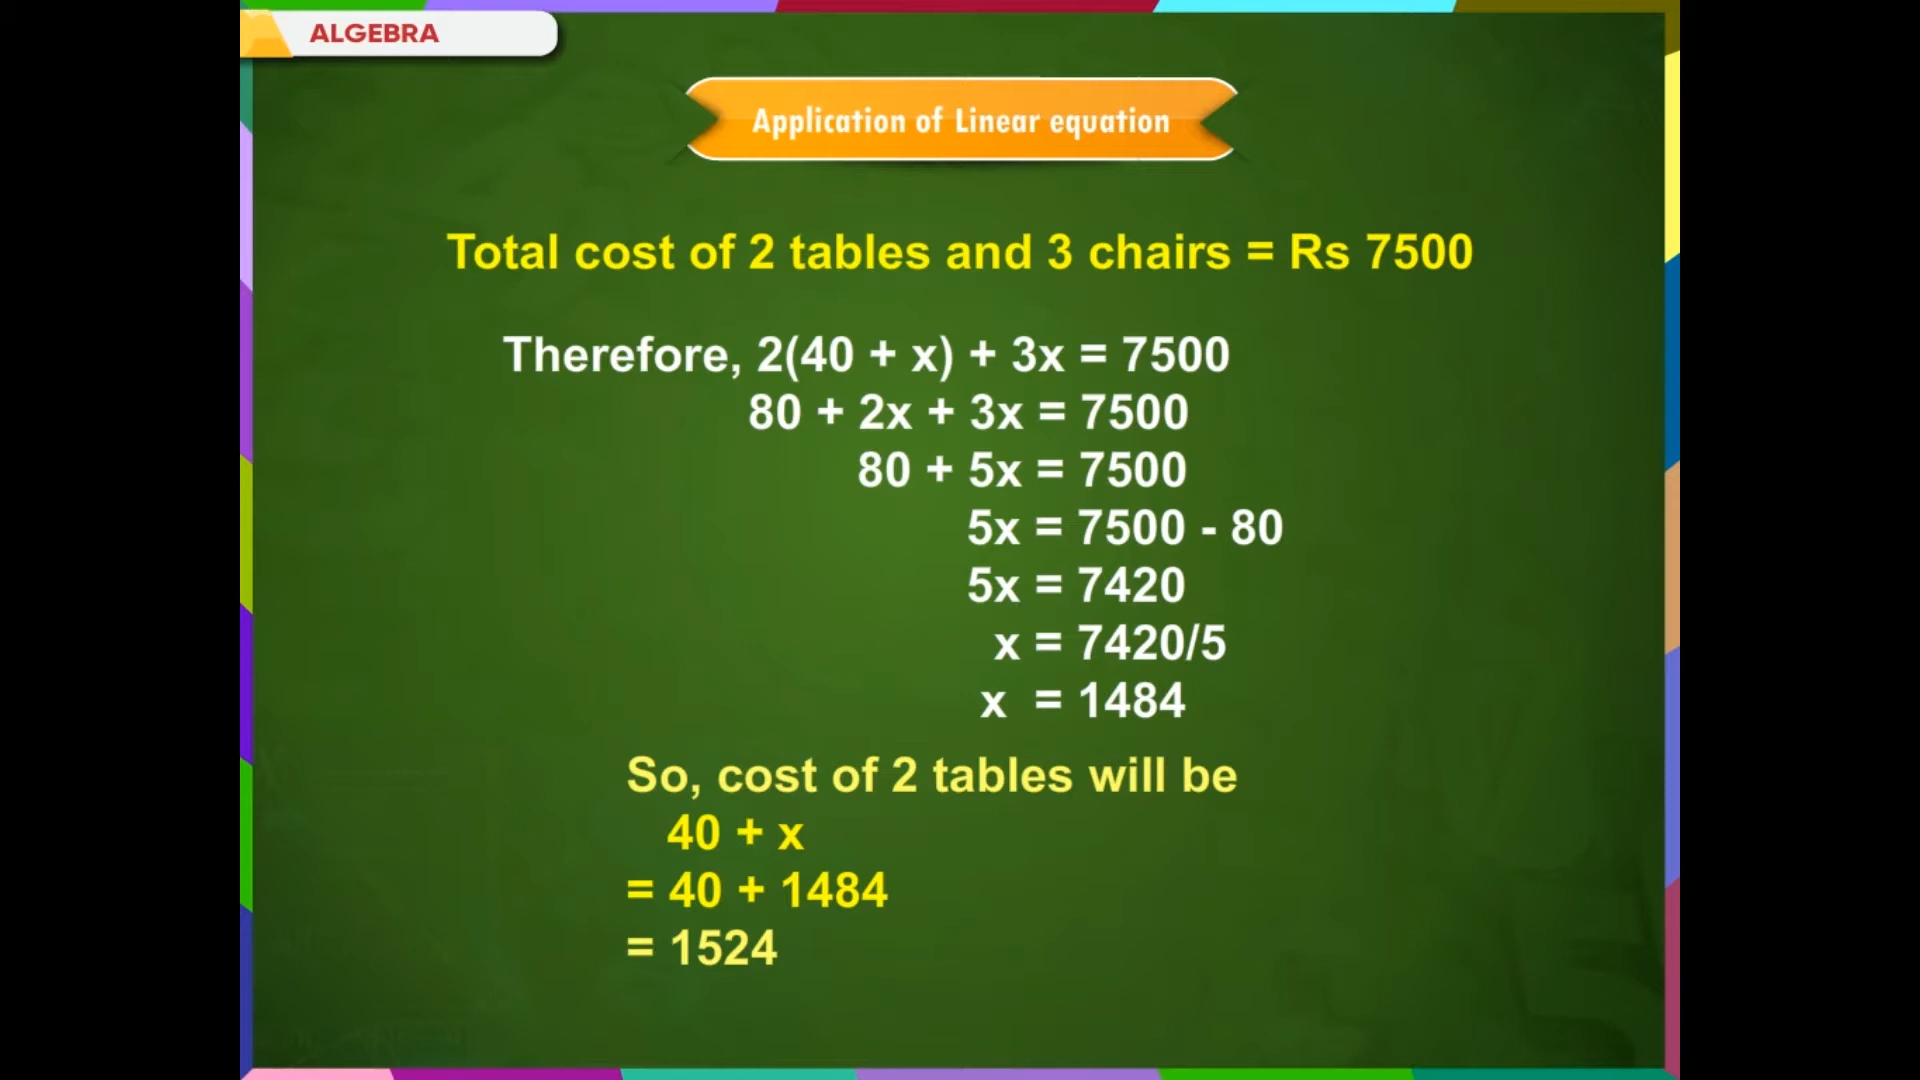 ALGEBRA
Application of Linear equation
Total cost of 2 tables and 3 chairs = Rs 7500
Therefore, 2(40 + x) + 3x = 7500
80 + 2x + 3x = 7500
80 + 5x = 7500
5x = 7500 - 80
5x = 7420
x = 7420/5
x = 1484
So, cost of 2 tables will be
40 + x
= 40 + 1484
= 1524